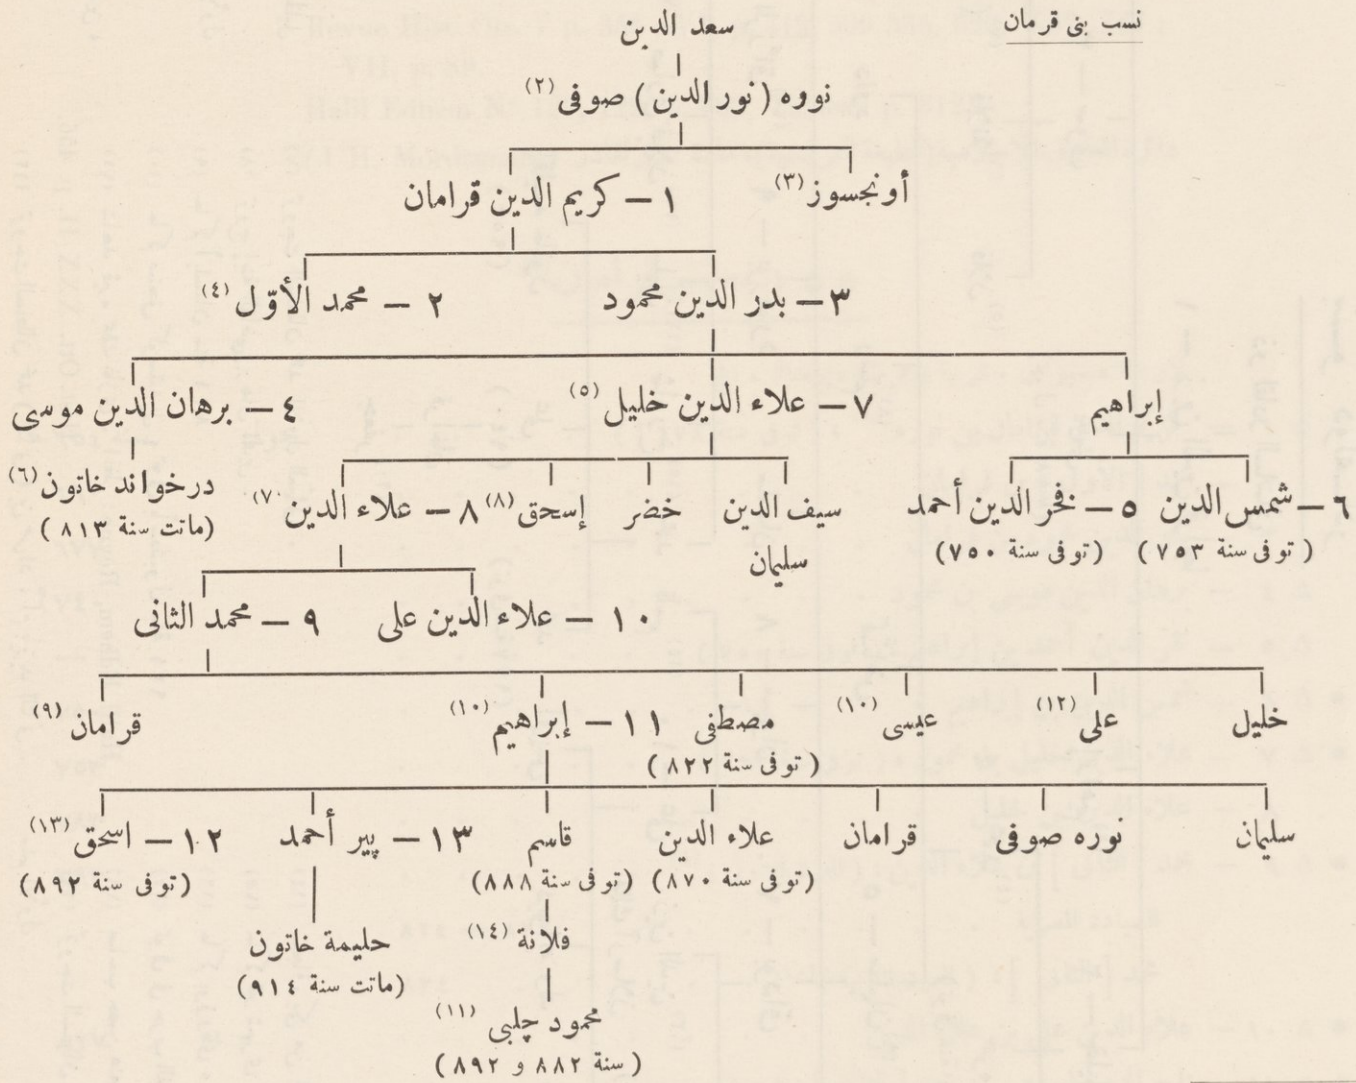 نسب بنى قرمان
سعد الدين
نوره (نور الدين) صوفى (٢)
أونجسوز (٣)
١ — كريم الدين قرامان
٣ — بدر الدين محمود
٢ — محمد الأوّل (٤)
إبراهيم
٧ — علاء الدين خليل (٥)
٤ — برهان الدين موسى
٦ — شمس الدين
(توفى سنة ٧٥٣)
٥ — فخر الدين أحمد
(توفى سنة ٧٥٠)
سيف الدين
سليمان
خضر
إسحق (٨)
٨ — علاء الدين (٧)
درخواند خاتون (٦)
(ماتت سنة ٨١٣)
١٠ — علاء الدين على
٩ — محمد الثانى
خليل
على (١٢)
عيسى (١٠)
مصطفى
(توفى سنة ٨٢٢)
١١ — إبراهيم (١٠)
قرامان (٩)
سليمان
نوره صوفى
قرامان
علاء الدين
(توفى سنة ٨٧٠)
قاسم
(توفى سنة ٨٨٨)
١٣ — پير أحمد
١٢ — اسحق (١٣)
(توفى سنة ٨٩٢)
فلانة (١٤)
حليمة خاتون
(ماتت سنة ٩١٤)
محمود چلبى (١١)
(سنة ٨٨٢ و ٨٩٢)